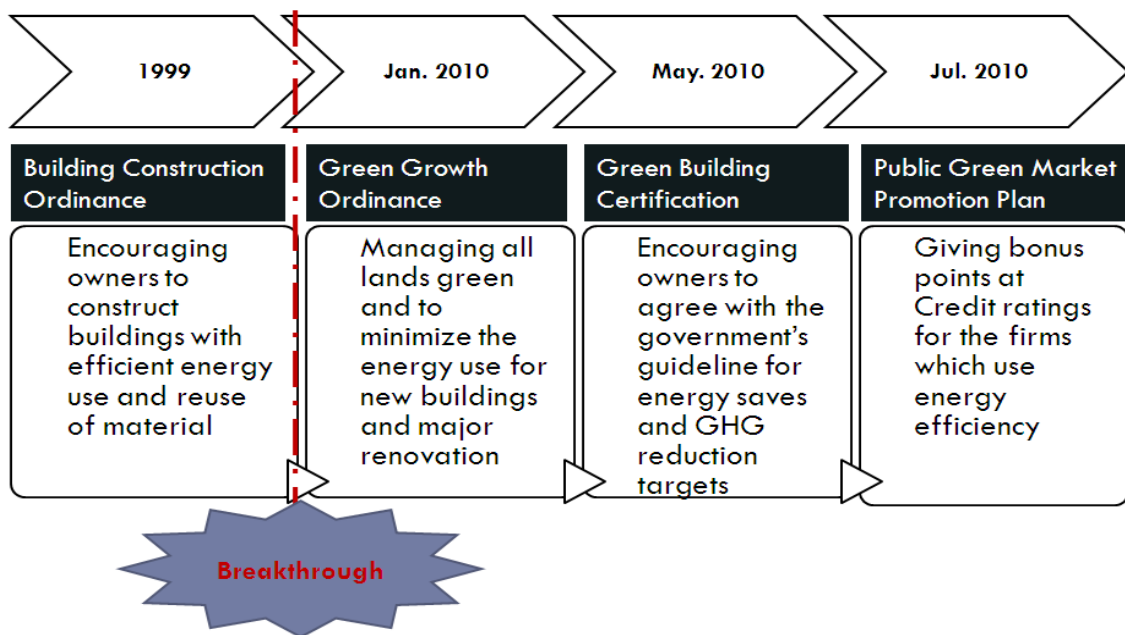 1999
Jan. 2010
May. 2010
Jul. 2010
Building Construction
Ordinance
Green Growth
Ordinance
Green Building
Certification
Public Green Market
Promotion Plan
Encouraging
owners to
construct
buildings with
efficient energy
use and reuse
of material
Managing all
lands green
and to
minimize the
energy use for
new buildings
and major
renovation
Encouraging
owners to
agree with the
government's
guideline for
energy saves
and GHG
reduction
targets
Giving bonus
points at
Credit ratings
for the firms
which use
energy
efficiency
Breakthrough